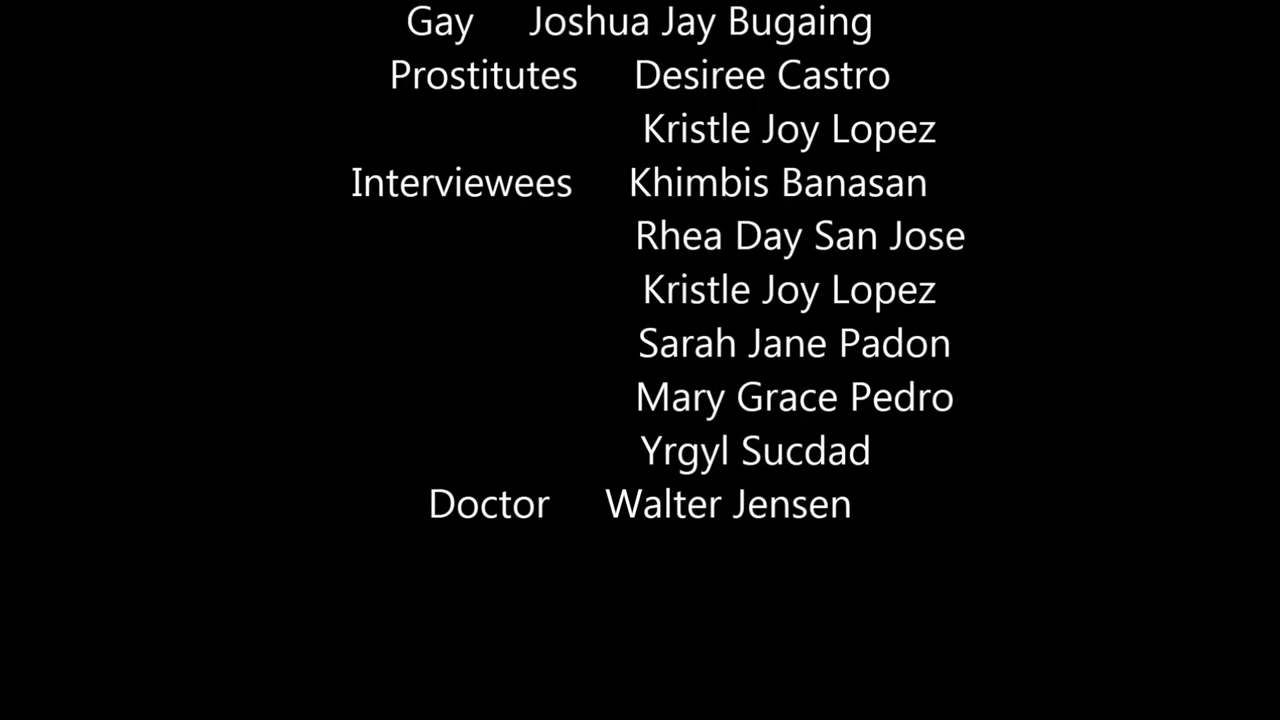 Gay Joshua Jay Bugaing
Prostitutes Desiree Castro
Kristle Joy Lopez
Interviewees Khimbis Banasan
Rhea Day San Jose
Kristle Joy Lopez
Sarah Jane Padon
Mary Grace Pedro
Yrgyl Sucdad
Doctor Walter Jensen